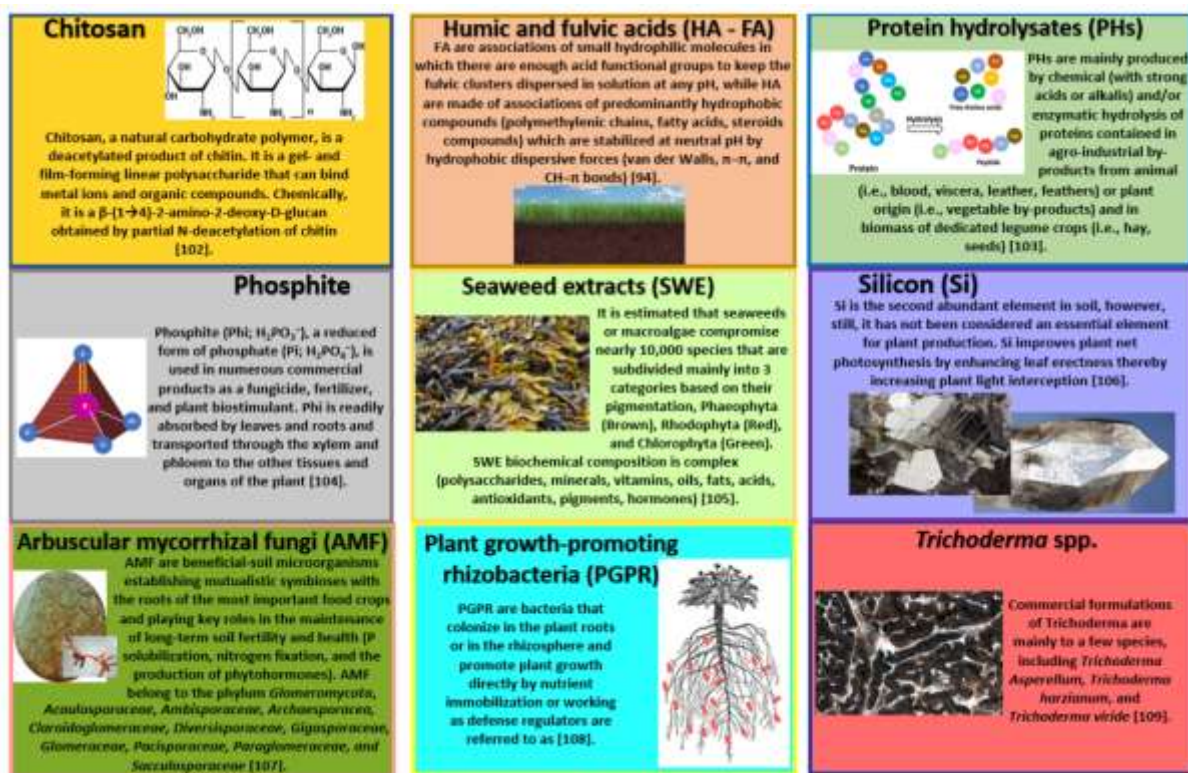 Chitosan
CH₂OH
CH₂OH
CH₂OH
OH
OH
OH
OH
OH
NH₂
NH₂
NH₂
n
Chitosan, a natural carbohydrate polymer, is a
deacetylated product of chitin. It is a gel- and
film-forming linear polysaccharide that can bind
metal ions and organic compounds. Chemically,
it is a β-(1→4)-2-amino-2-deoxy-D-glucan
obtained by partial N-deacetylation of chitin
[102].
Humic and fulvic acids (HA - FA)
FA are associations of small hydrophilic molecules in
which there are enough acid functional groups to keep the
fulvic clusters dispersed in solution at any pH, while HA
are made of associations of predominantly hydrophobic
compounds (polymethylenic chains, fatty acids, steroids
compounds) which are stabilized at neutral pH by
hydrophobic dispersive forces (van der Walls, π–π, and
CH–π bonds) [94].
Protein hydrolysates (PHs)
Free Amino acids
Hydrolysis
Protein
Peptide
PHs are mainly produced
by chemical (with strong
acids or alkalis) and/or
enzymatic hydrolysis of
proteins contained in
agro-industrial by-
products from animal
(i.e., blood, viscera, leather, feathers) or plant
origin (i.e., vegetable by-products) and in
biomass of dedicated legume crops (i.e., hay,
seeds) [103].
Phosphite
Phosphite (Phi; H₂PO₃⁻), a reduced
form of phosphate (Pi; H₂PO₄⁻), is
used in numerous commercial
products as a fungicide, fertilizer,
and plant biostimulant. Phi is readily
absorbed by leaves and roots and
transported through the xylem and
phloem to the other tissues and
organs of the plant [104].
Seaweed extracts (SWE)
It is estimated that seaweeds
or macroalgae compromise
nearly 10,000 species that are
subdivided mainly into 3
categories based on their
pigmentation, Phaeophyta
(Brown), Rhodophyta (Red),
and Chlorophyta (Green).
SWE biochemical composition is complex
(polysaccharides, minerals, vitamins, oils, fats, acids,
antioxidants, pigments, hormones) [105].
Silicon (Si)
Si is the second abundant element in soil, however,
still, it has not been considered an essential element
for plant production. Si improves plant net
photosynthesis by enhancing leaf erectness thereby
increasing plant light interception [106].
Arbuscular mycorrhizal fungi (AMF)
AMF are beneficial-soil microorganisms
establishing mutualistic symbioses with
the roots of the most important food crops
and playing key roles in the maintenance
of long-term soil fertility and health (P
solubilization, nitrogen fixation, and the
production of phytohormones). AMF
belong to the phylum Glomeromycota,
Acaulosporaceae, Ambisporaceae, Archaesporacea,
Claroidoglomeraceae, Diversisporaceae, Gigosporaceae,
Glomeraceae, Pacisporaceae, Paraglomeraceae, and
Sacculosporaceae [107].
Plant growth-promoting
rhizobacteria (PGPR)
PGPR are bacteria that
colonize in the plant roots
or in the rhizosphere and
promote plant growth
directly by nutrient
immobilization or working
as defense regulators are
referred to as [108].
Trichoderma spp.
Commercial formulations
of Trichoderma are
mainly to a few species,
including Trichoderma
Asperellum, Trichoderma
harzianum, and
Trichoderma viride [109].